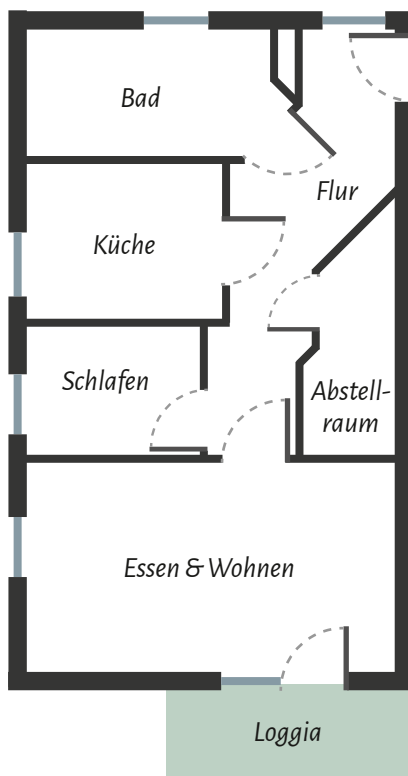 Bad
Flur
Küche
Schlafen
Abstell-
raum
Essen & Wohnen
Loggia